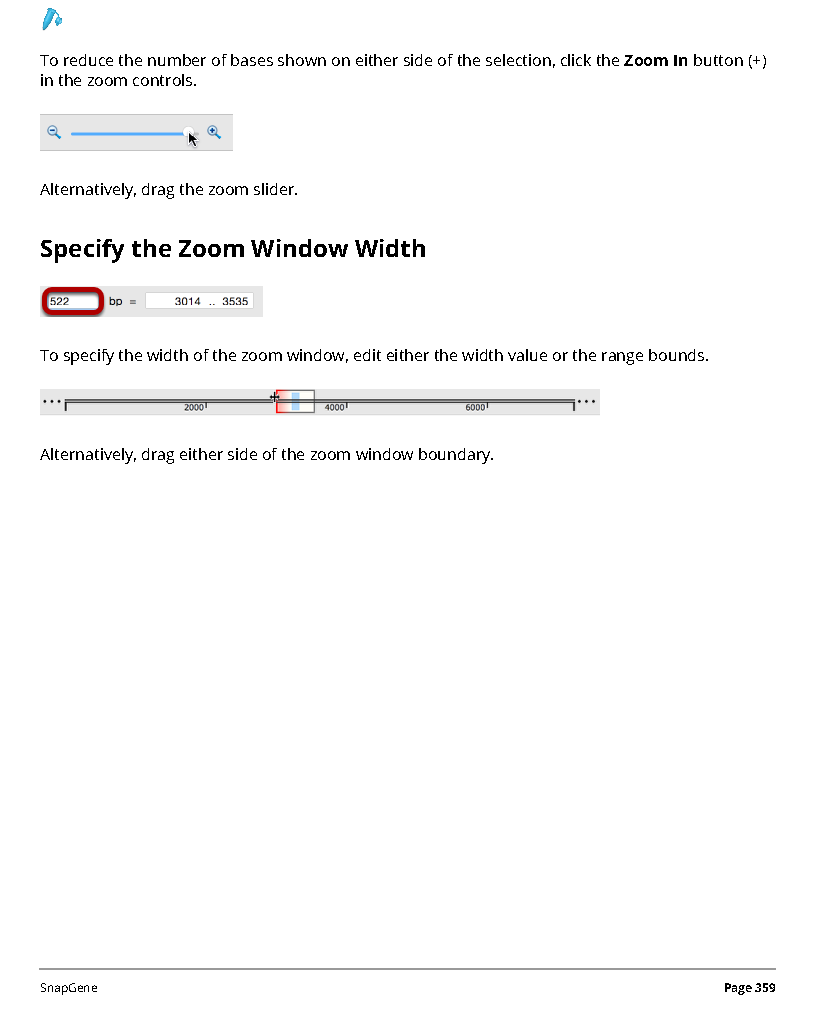 To reduce the number of bases shown on either side of the selection, click the Zoom In button (+)
in the zoom controls.
Alternatively, drag the zoom slider.
Specify the Zoom Window Width
522 bp = 3014 .. 3535
To specify the width of the zoom window, edit either the width value or the range bounds.
2000 4000 6000
Alternatively, drag either side of the zoom window boundary.
SnapGene Page 359